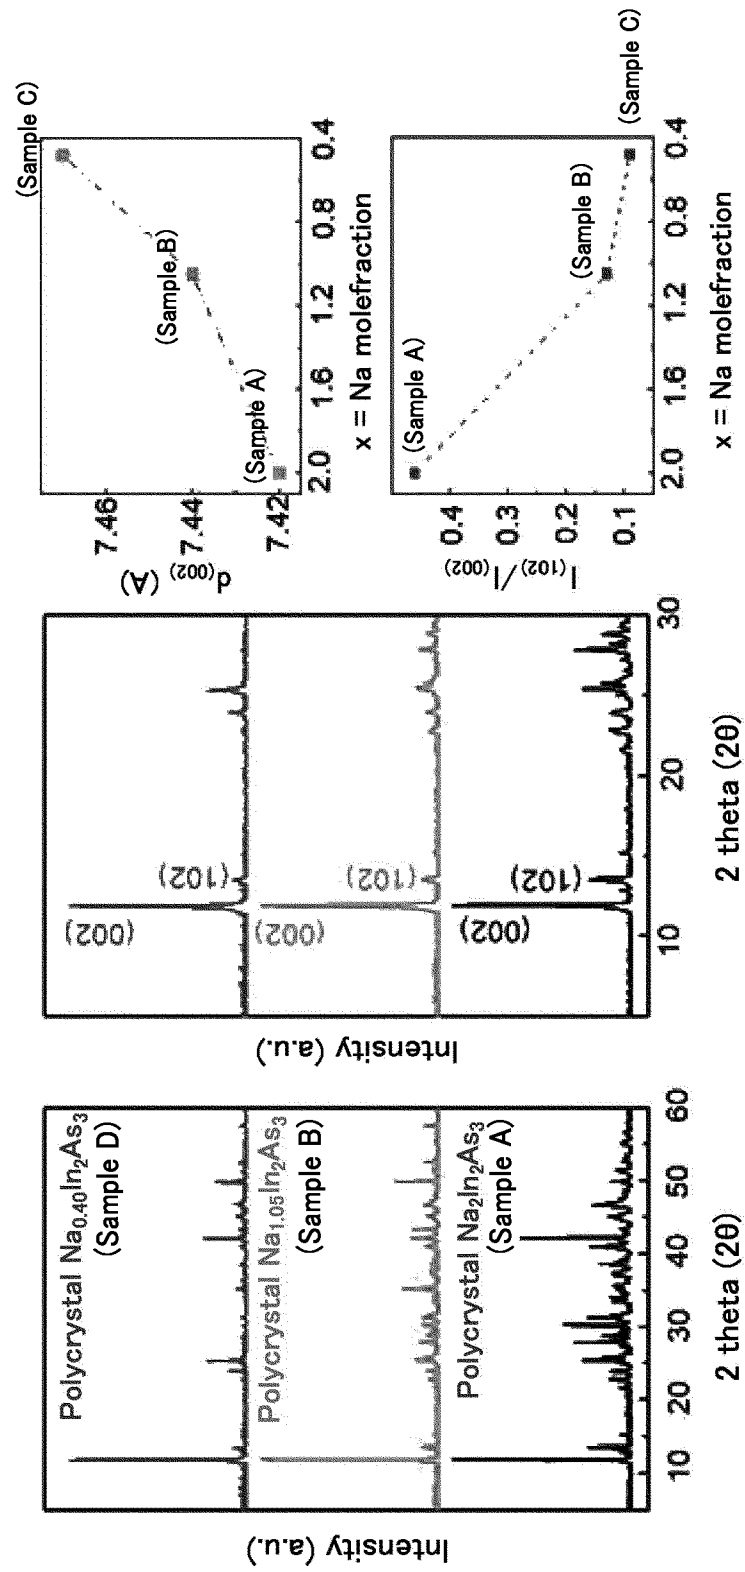 Intensity (a.u.)
Polycrystal Na0.40In2As3
(Sample D)
Polycrystal Na1.05In2As3
(Sample B)
Polycrystal Na2In2As3
(Sample A)
10 20 30 40 50 60
2 theta (2θ)
Intensity (a.u.)
(002)
(102)
(002)
(102)
(002)
(102)
10 20 30
2 theta (2θ)
d(002) (A)
7.46
7.44
7.42
(Sample A)
(Sample B)
(Sample C)
2.0 1.6 1.2 0.8 0.4
x = Na molefraction
I(102)/I(002)
0.4
0.3
0.2
0.1
(Sample A)
(Sample B)
(Sample C)
2.0 1.6 1.2 0.8 0.4
x = Na molefraction